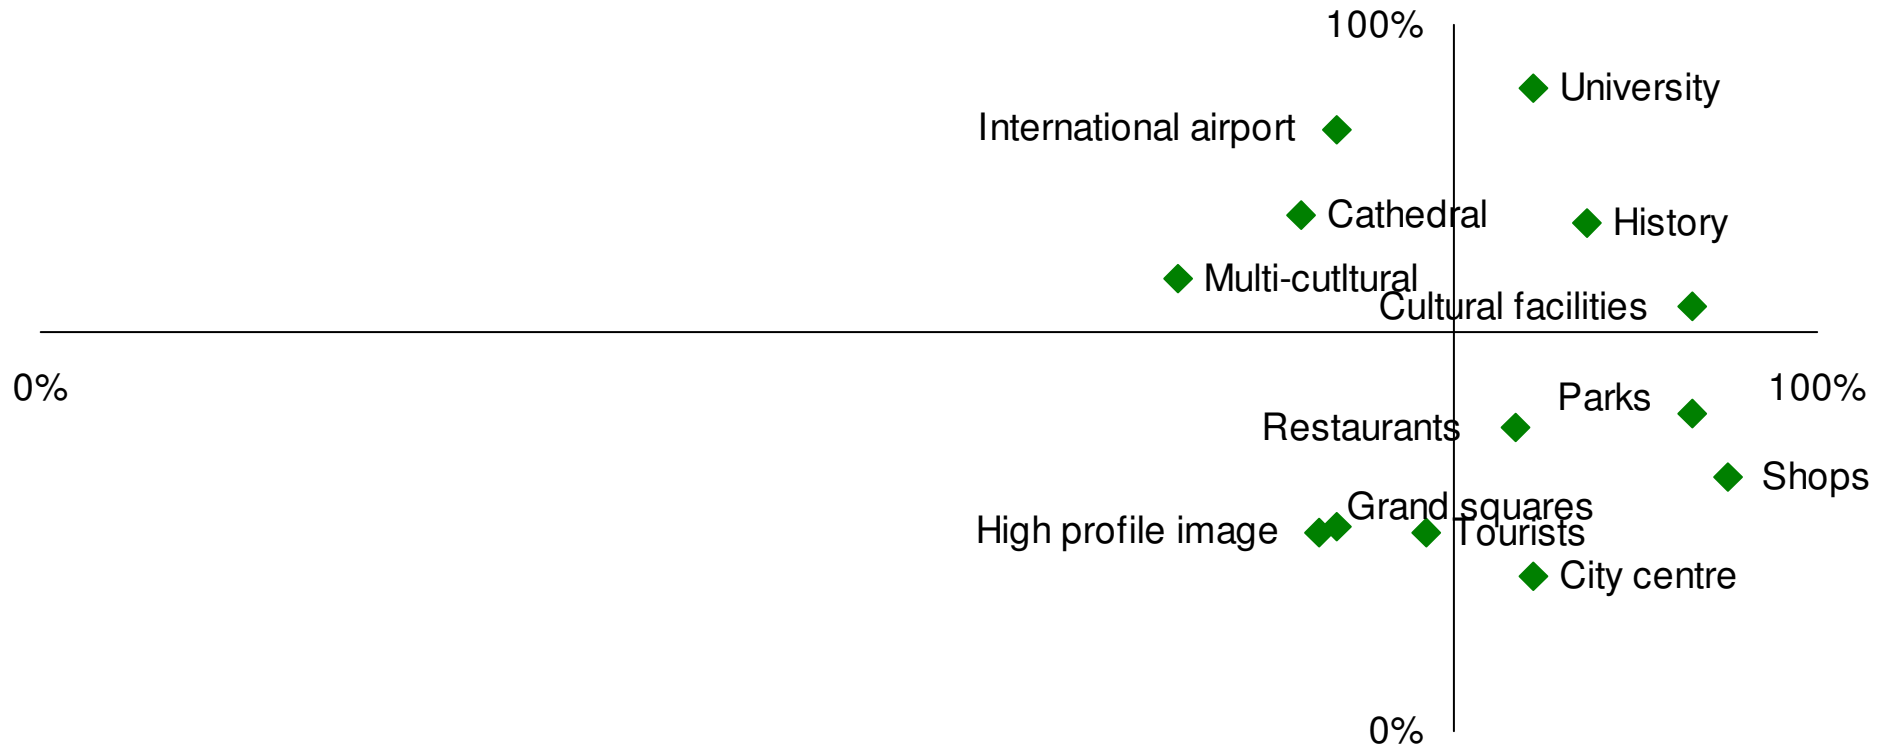 100%
University
International airport
Cathedral
History
Multi-cutltural
Cultural facilities
0%
100%
Parks
Restaurants
Shops
Grand squares
High profile image
Tourists
City centre
0%